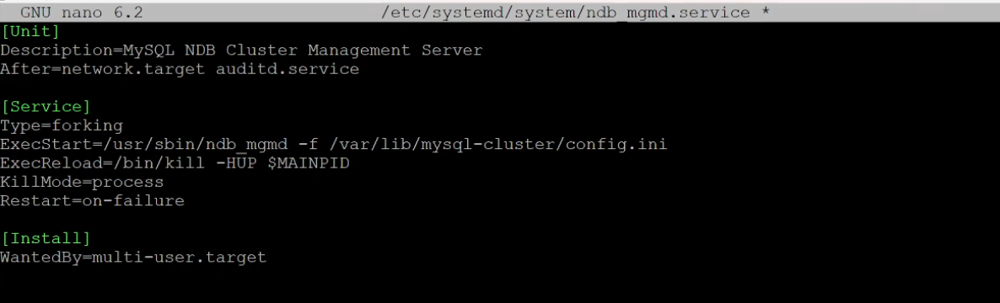 GNU nano 6.2 /etc/systemd/system/ndb_mgmd.service *
[Unit]
Description=MySQL NDB Cluster Management Server
After=network.target auditd.service
[Service]
Type=forking
ExecStart=/usr/sbin/ndb_mgmd -f /var/lib/mysql-cluster/config.ini
ExecReload=/bin/kill -HUP $MAINPID
KillMode=process
Restart=on-failure
[Install]
WantedBy=multi-user.target